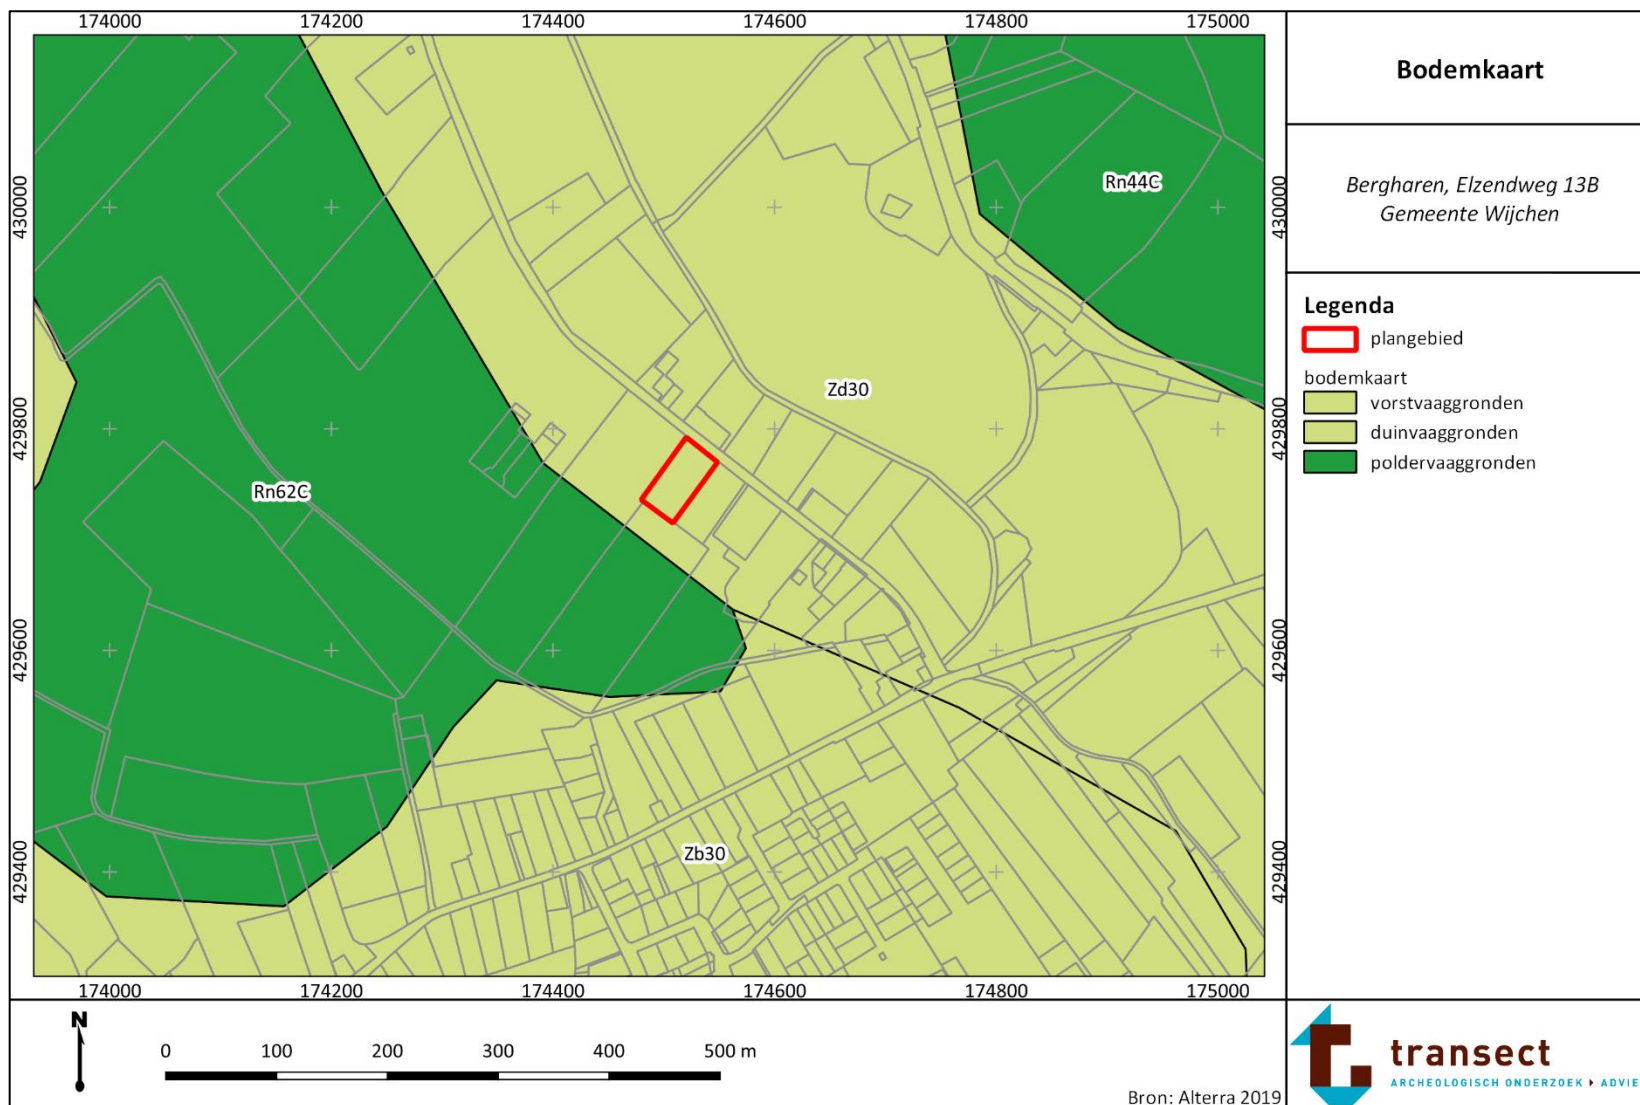 174000 174200 174400 174600 174800 175000
Bodemkaart
Bergharen, Elzendweg 13B
Gemeente Wijchen
Legenda
plangebied
bodemkaart
vorstvaaggronden
duinvaaggronden
poldervaaggronden
430000
429800
429600
429400
Rn44C
Zd30
Rn62C
Zb30
430000
429800
429600
429400
174000 174200 174400 174600 174800 175000
N
0 100 200 300 400 500 m
Bron: Alterra 2019
transect
ARCHEOLOGISCH ONDERZOEK ▸ ADVIE